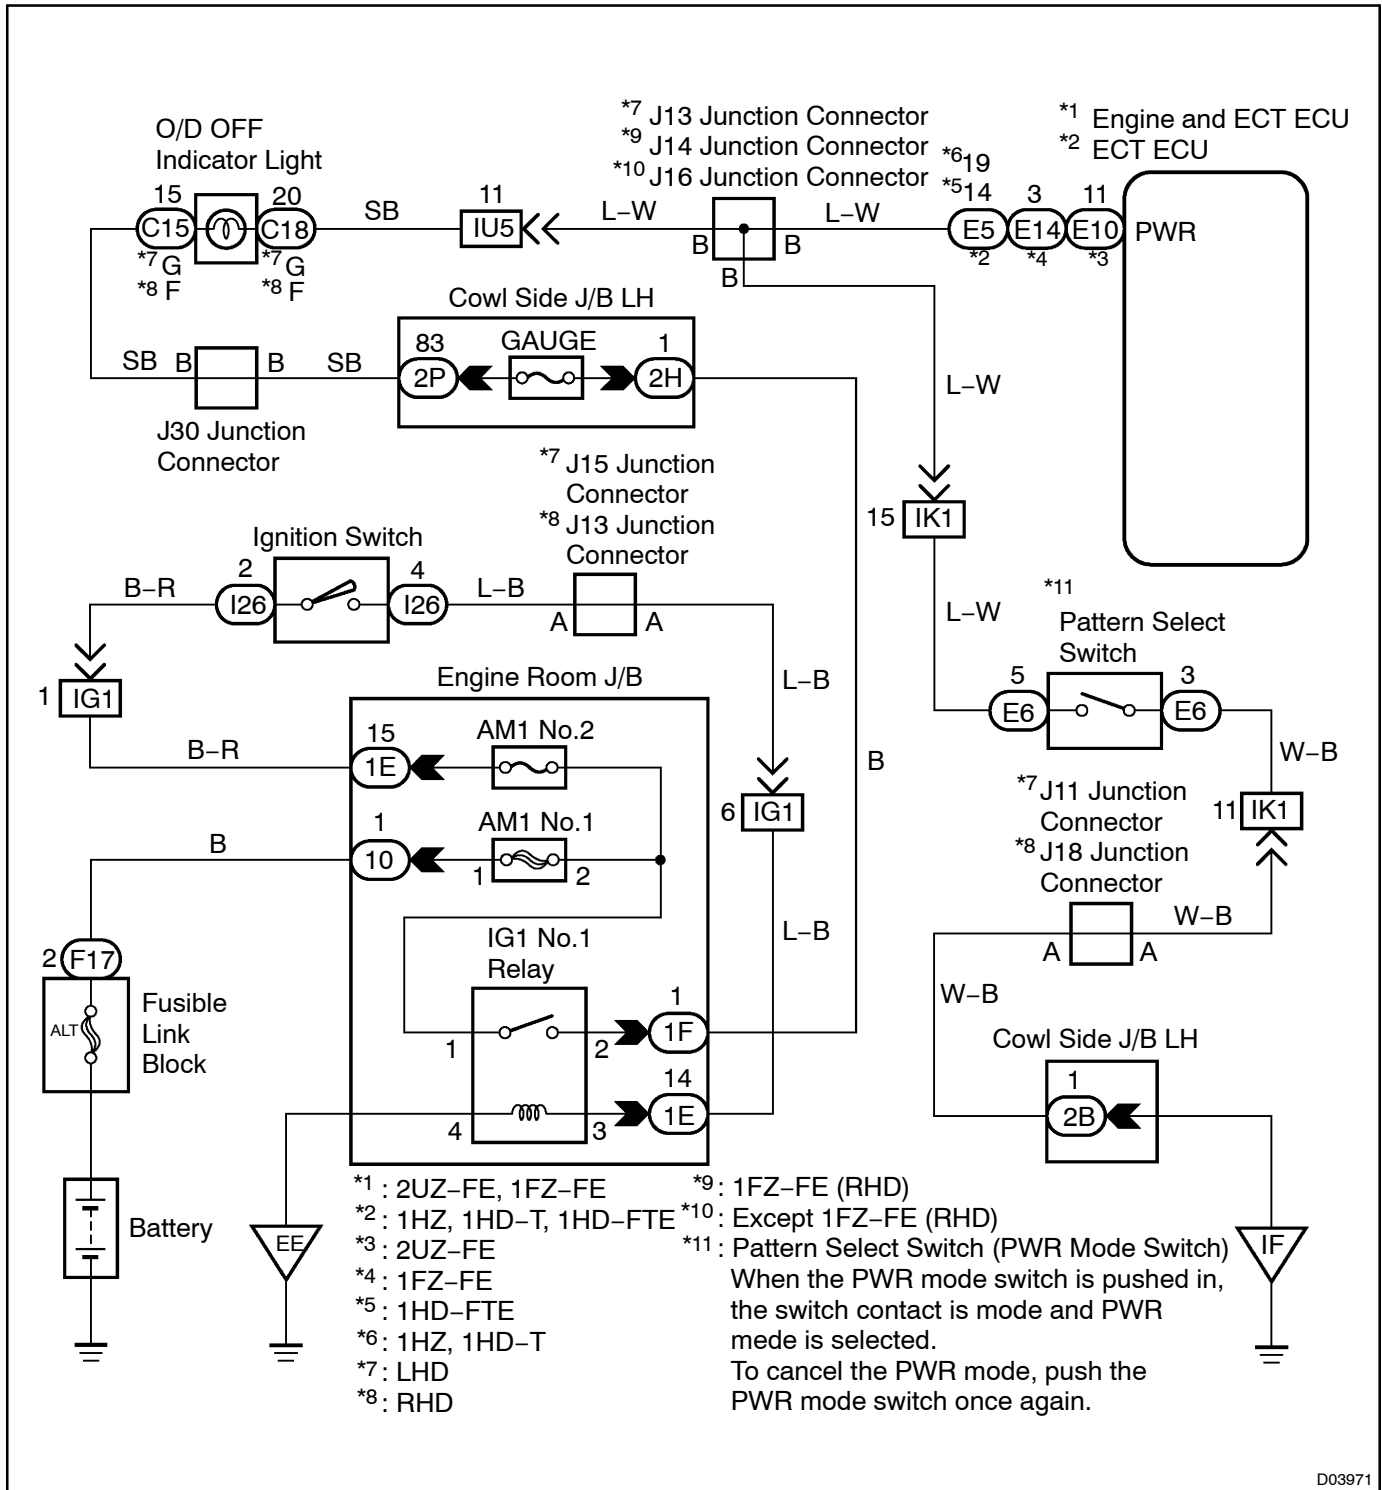 *7 J13 Junction Connector
*9 J14 Junction Connector
*10 J16 Junction Connector
*1 Engine and ECT ECU
*2 ECT ECU
O/D OFF
Indicator Light
15
20
SB
11
L–W
L–W
*6 19
*5 14
3
11
C15
C18
IU5
B
B
B
E5
E14
E10
PWR
*2
*4
*3
*7 G
*8 F
*7 G
*8 F
Cowl Side J/B LH
83
GAUGE
1
2P
2H
SB
B
B
SB
L–W
J30 Junction
Connector
*7 J15 Junction
Connector
*8 J13 Junction
Connector
15
IK1
Ignition Switch
B–R
2
4
L–B
I26
I26
A
A
L–W
*11
Pattern Select
Switch
5
3
E6
E6
1
IG1
Engine Room J/B
L–B
B–R
15
AM1 No.2
1E
B
W–B
*7 J11 Junction
Connector
*8 J18 Junction
Connector
11
IK1
6
IG1
B
1
AM1 No.1
10
1
2
W–B
A
A
L–B
W–B
2
F17
ALT
Fusible
Link
Block
IG1 No.1
Relay
1
2
1
1F
14
4
3
1E
Cowl Side J/B LH
1
2B
Battery
EE
IF
*1 : 2UZ–FE, 1FZ–FE
*2 : 1HZ, 1HD–T, 1HD–FTE
*3 : 2UZ–FE
*4 : 1FZ–FE
*5 : 1HD–FTE
*6 : 1HZ, 1HD–T
*7 : LHD
*8 : RHD
*9 : 1FZ–FE (RHD)
*10 : Except 1FZ–FE (RHD)
*11 : Pattern Select Switch (PWR Mode Switch)
When the PWR mode switch is pushed in,
the switch contact is mode and PWR
mede is selected.
To cancel the PWR mode, push the
PWR mode switch once again.
D03971